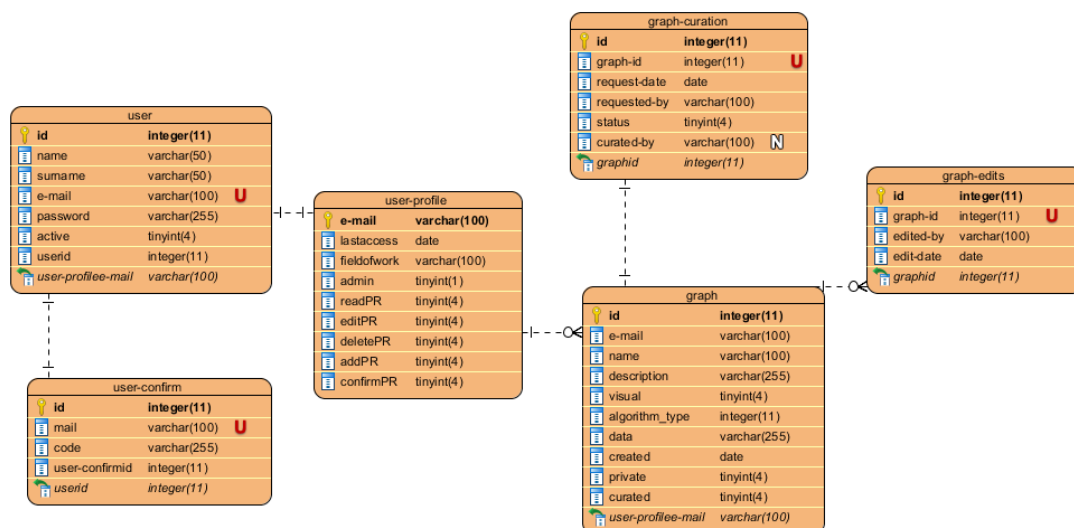 graph-curation
id integer(11)
graph-id integer(11) U
request-date date
requested-by varchar(100)
status tinyint(4)
curated-by varchar(100) N
graphid integer(11)
user
id integer(11)
name varchar(50)
surname varchar(50)
e-mail varchar(100) U
password varchar(255)
active tinyint(4)
userid integer(11)
user-profilee-mail varchar(100)
user-profile
e-mail varchar(100)
lastaccess date
fieldofwork varchar(100)
admin tinyint(1)
readPR tinyint(4)
editPR tinyint(4)
deletePR tinyint(4)
addPR tinyint(4)
confirmPR tinyint(4)
graph-edits
id integer(11)
graph-id integer(11) U
edited-by varchar(100)
edit-date date
graphid integer(11)
user-confirm
id integer(11)
mail varchar(100) U
code varchar(255)
user-confirmid integer(11)
userid integer(11)
graph
id integer(11)
e-mail varchar(100)
name varchar(100)
description varchar(255)
visual tinyint(4)
algorithm_type integer(11)
data varchar(255)
created date
private tinyint(4)
curated tinyint(4)
user-profilee-mail varchar(100)